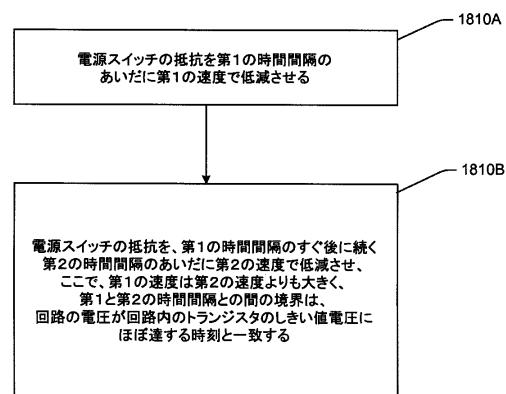 1810A
電源スイッチの抵抗を第1の時間間隔の
あいだに第1の速度で低減させる
1810B
電源スイッチの抵抗を、第1の時間間隔のすぐ後に続く
第2の時間間隔のあいだに第2の速度で低減させ、
ここで、第1の速度は第2の速度よりも大きく、
第1と第2の時間間隔との間の境界は、
回路の電圧が回路内のトランジスタのしきい値電圧に
ほぼ達する時刻と一致する